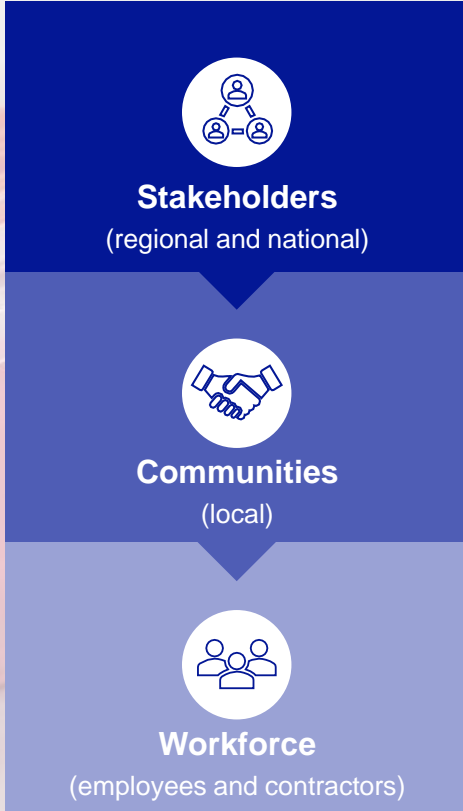 Stakeholders
(regional and national)
Communities
(local)
Workforce
(employees and contractors)